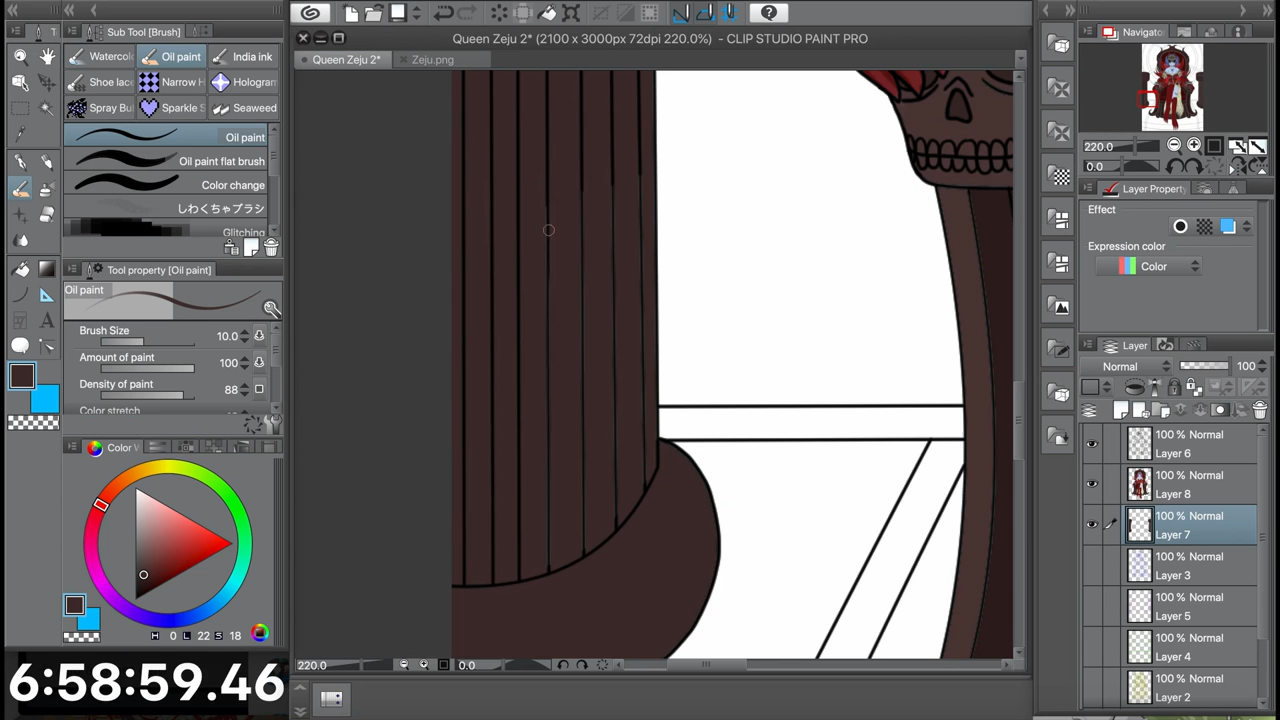 Queen Zeju 2* (2100 x 3000px 72dpi 220.0%) - CLIP STUDIO PAINT PRO
Queen Zeju 2*
Zeju.png
T
Sub Tool [Brush]
Oil paint
India ink
Shoe lac
Narrow H
Hologram
Spray Bu
Sparkle S
Seaweed
Oil paint
Oil paint flat brush
Color change
しわくちゃブラシ
Glitching
Tool property [Oil paint]
Oil paint
Brush Size
10.0
Amount of paint
100
Density of paint
88
Color stretch
A
H 0 L 22 S 18
6:58:59.46
220.0
0.0
Navigator
220.0
0.0
Layer Property
Effect
Expression color
Color
Layer
Normal
100
100 % Normal
Layer 6
100 % Normal
Layer 8
100 % Normal
Layer 7
100 % Normal
Layer 3
100 % Normal
Layer 5
100 % Normal
Layer 4
100 % Normal
Layer 2